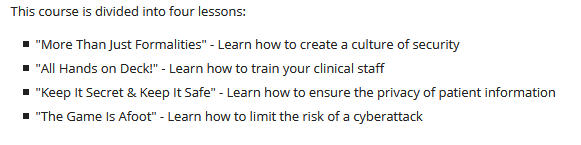 This course is divided into four lessons:
▪ "More Than Just Formalities" - Learn how to create a culture of security
▪ "All Hands on Deck!" - Learn how to train your clinical staff
▪ "Keep It Secret & Keep It Safe" - Learn how to ensure the privacy of patient information
▪ "The Game Is Afoot" - Learn how to limit the risk of a cyberattack